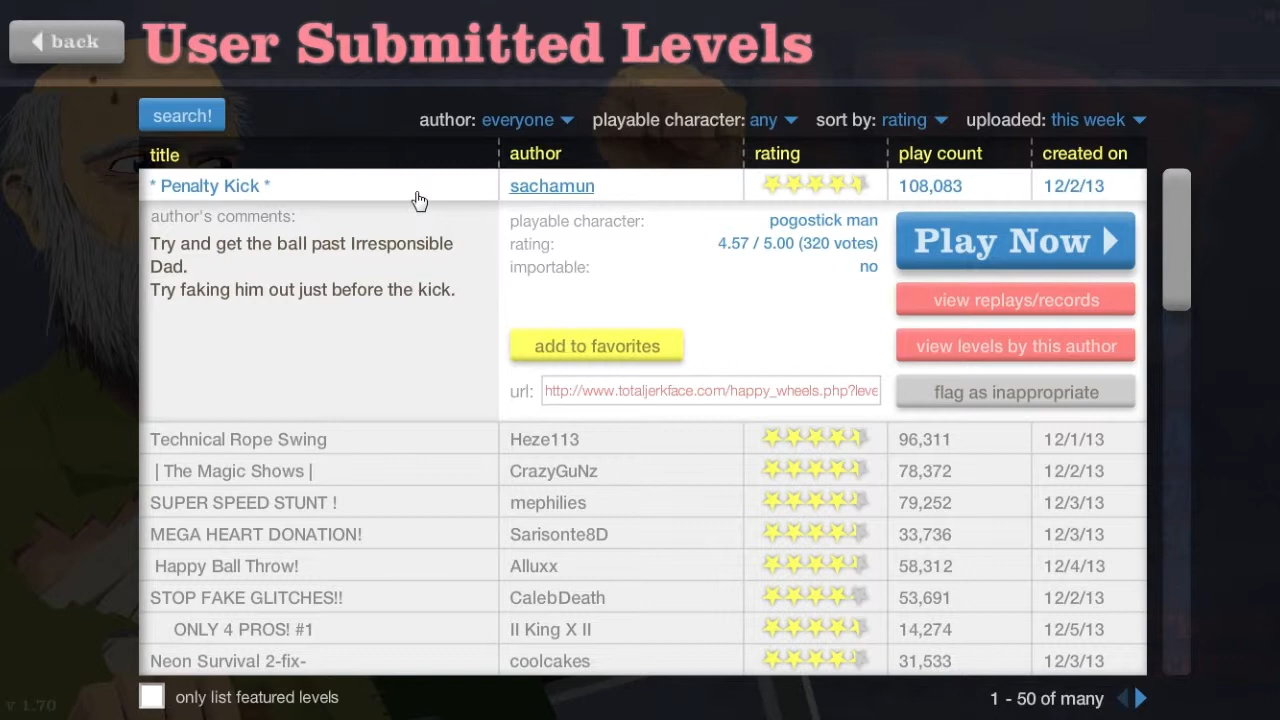 back
User Submitted Levels
search!
author: everyone playable character: any sort by: rating uploaded: this week
title author rating play count created on
* Penalty Kick * sachamun 108,083 12/2/13
author's comments:
Try and get the ball past Irresponsible
Dad.
Try faking him out just before the kick.
playable character: pogostick man
rating: 4.57 / 5.00 (320 votes)
importable: no
add to favorites
url: http://www.totaljerkface.com/happy_wheels.php?leve
Play Now
view replays/records
view levels by this author
flag as inappropriate
Technical Rope Swing Heze113 96,311 12/1/13
| The Magic Shows | CrazyGuNz 78,372 12/2/13
SUPER SPEED STUNT ! mephilies 79,252 12/3/13
MEGA HEART DONATION! Sarisonte8D 33,736 12/3/13
Happy Ball Throw! Alluxx 58,312 12/4/13
STOP FAKE GLITCHES!! CalebDeath 53,691 12/2/13
ONLY 4 PROS! #1 II King X II 14,274 12/5/13
Neon Survival 2-fix- coolcakes 31,533 12/3/13
only list featured levels
1 - 50 of many
v 1.70